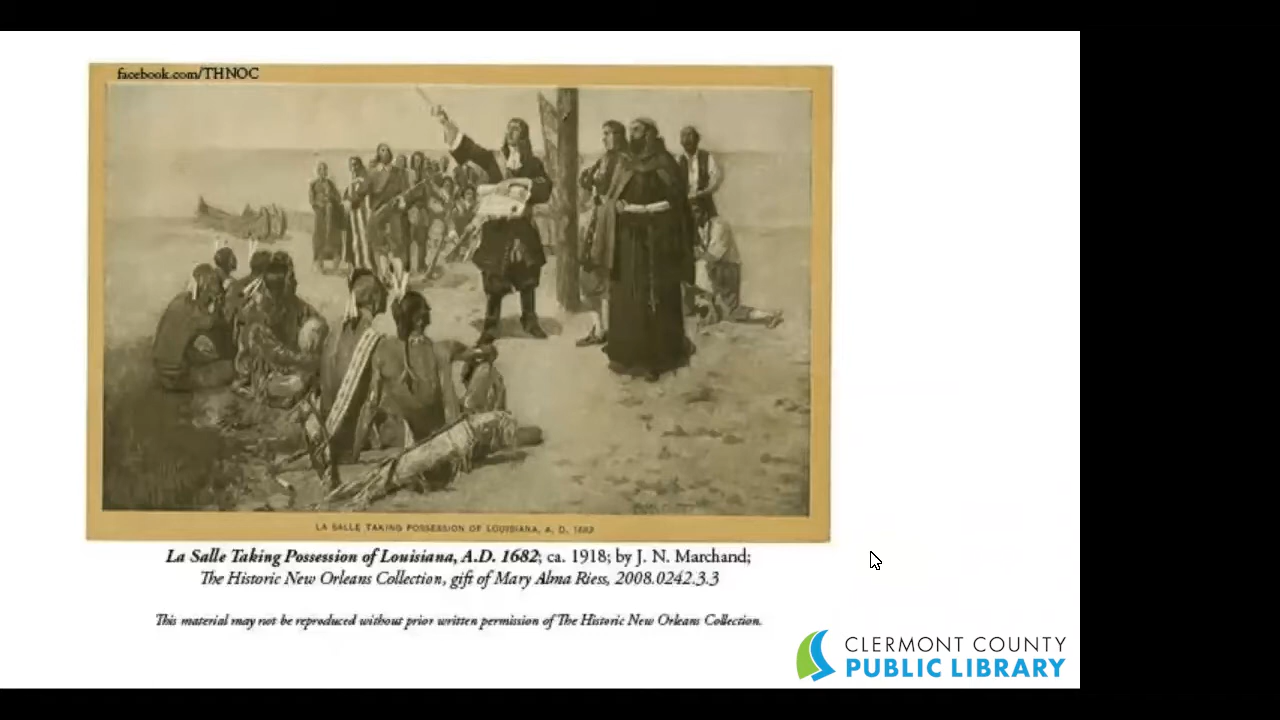 facebook.com/THNOC
LA SALLE TAKING POSSESSION OF LOUISIANA, A. D. 1682
La Salle Taking Possession of Louisiana, A.D. 1682; ca. 1918; by J. N. Marchand;
The Historic New Orleans Collection, gift of Mary Alma Riess, 2008.0242.3.3
This material may not be reproduced without prior written permission of The Historic New Orleans Collection.
CLERMONT COUNTY
PUBLIC LIBRARY